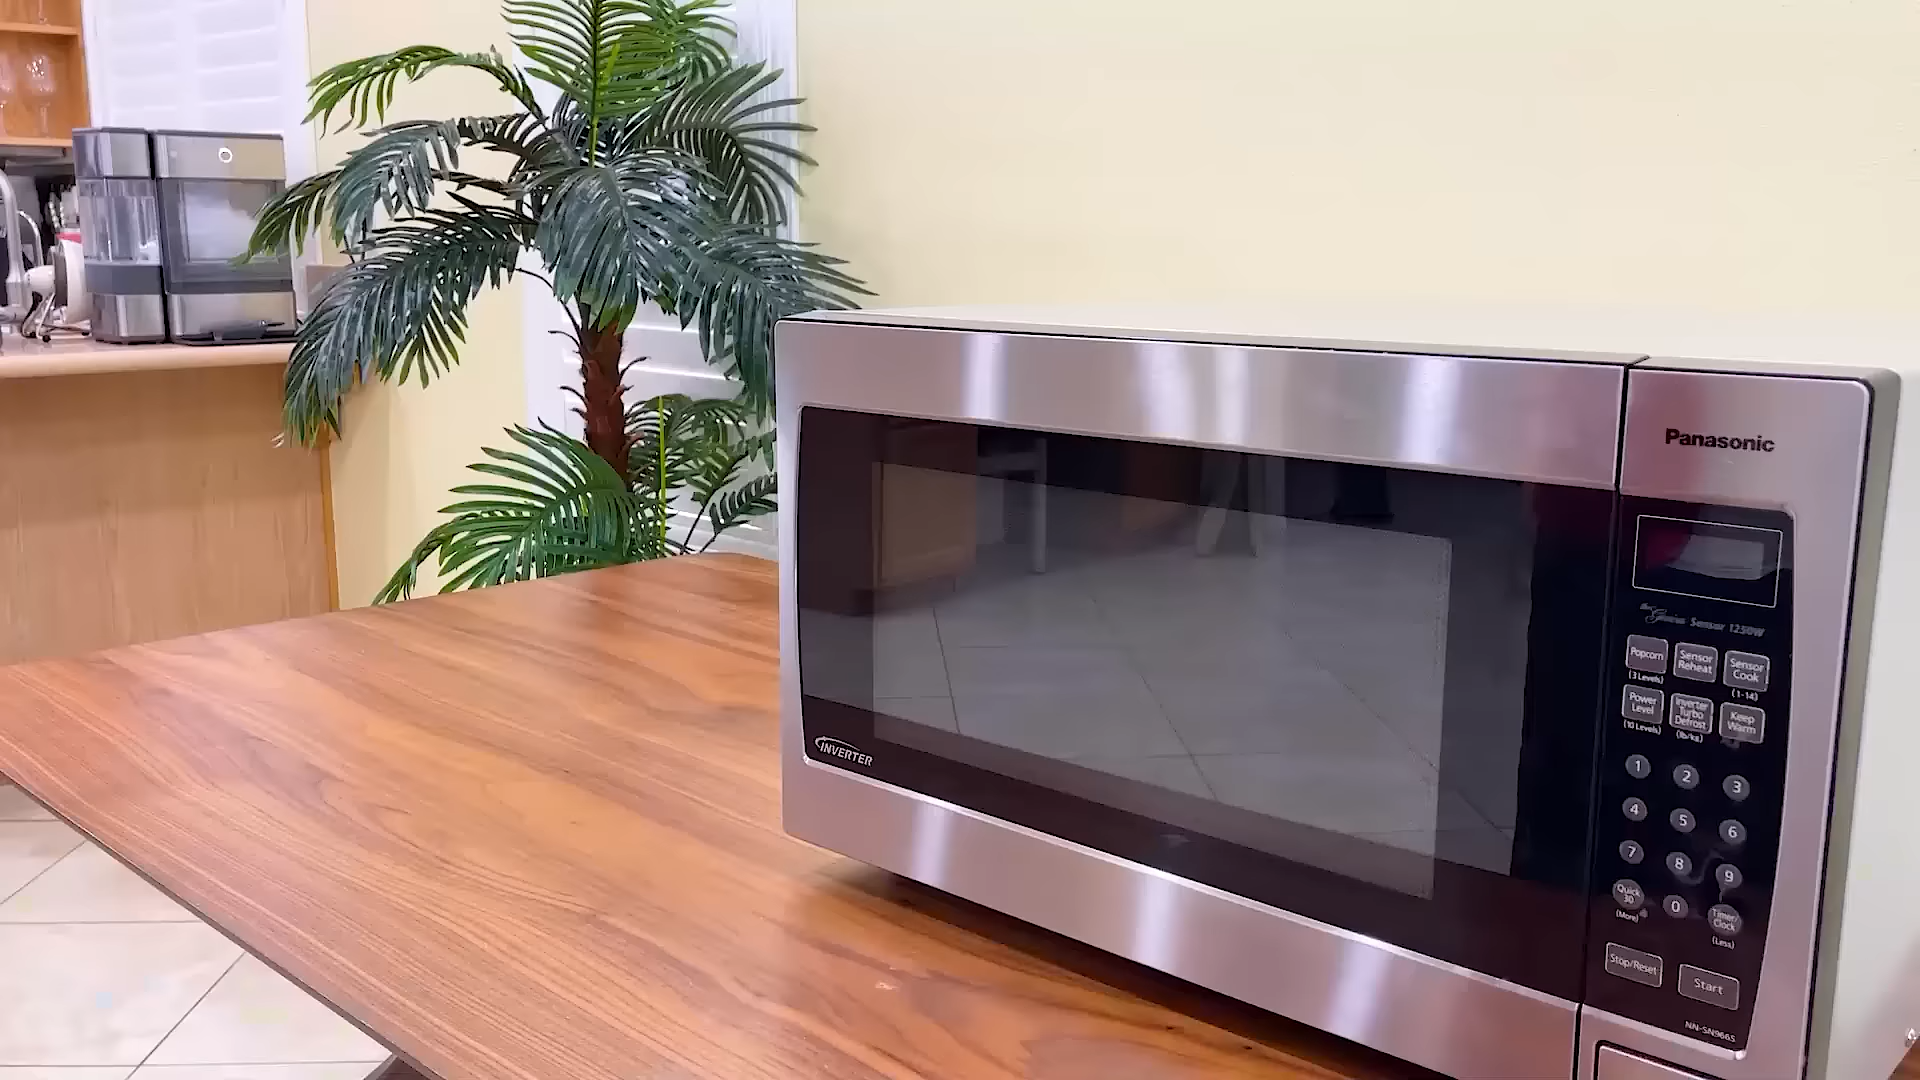 Panasonic
the Genius Sensor 1250W
Popcorn
(3 Levels)
Sensor
Reheat
Sensor
Cook
(1-14)
Power
Level
(10 Levels)
Inverter
Turbo
Defrost
(lb/kg)
Keep
Warm
1
2
3
4
5
6
7
8
9
Quick
30
(More)
0
Timer/
Clock
(Less)
Stop/Reset
Start
NN-SN966S
INVERTER